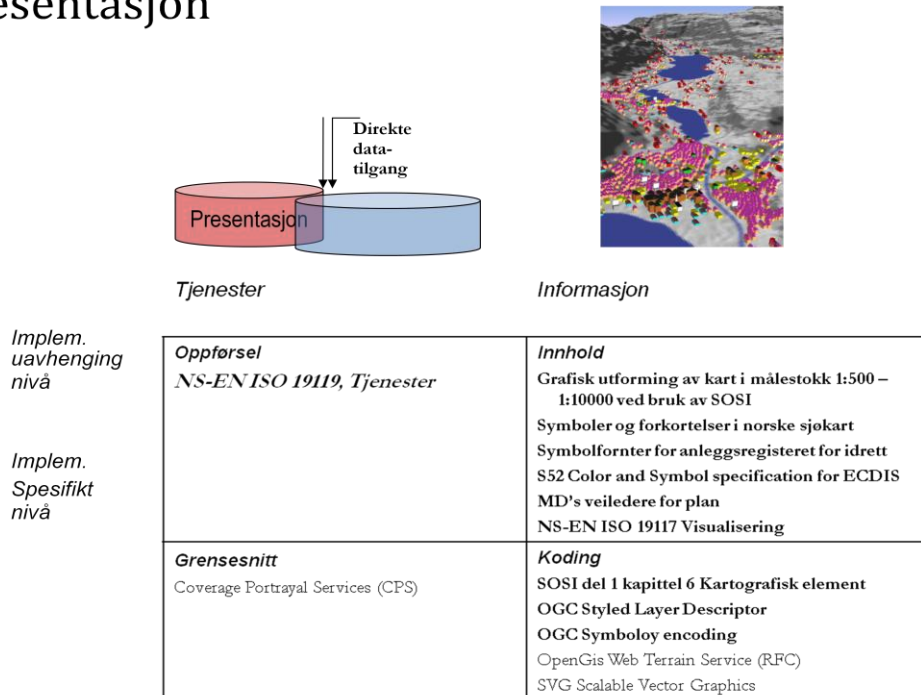 esentasjon
Direkte
data-
tilgang
Presentasjon
Tjenester
Informasjon
Implem.
uavhenging
nivå
Oppførsel
NS-EN ISO 19119, Tjenester
Innhold
Grafisk utforming av kart i målestokk 1:500 –
1:10000 ved bruk av SOSI
Symboler og forkortelser i norske sjøkart
Symbolfornter for anleggsregisteret for idrett
S52 Color and Symbol specification for ECDIS
MD's veiledere for plan
NS-EN ISO 19117 Visualisering
Implem.
Spesifikt
nivå
Grensesnitt
Coverage Portrayal Services (CPS)
Koding
SOSI del 1 kapittel 6 Kartografisk element
OGC Styled Layer Descriptor
OGC Symboloy encoding
OpenGis Web Terrain Service (RFC)
SVG Scalable Vector Graphics